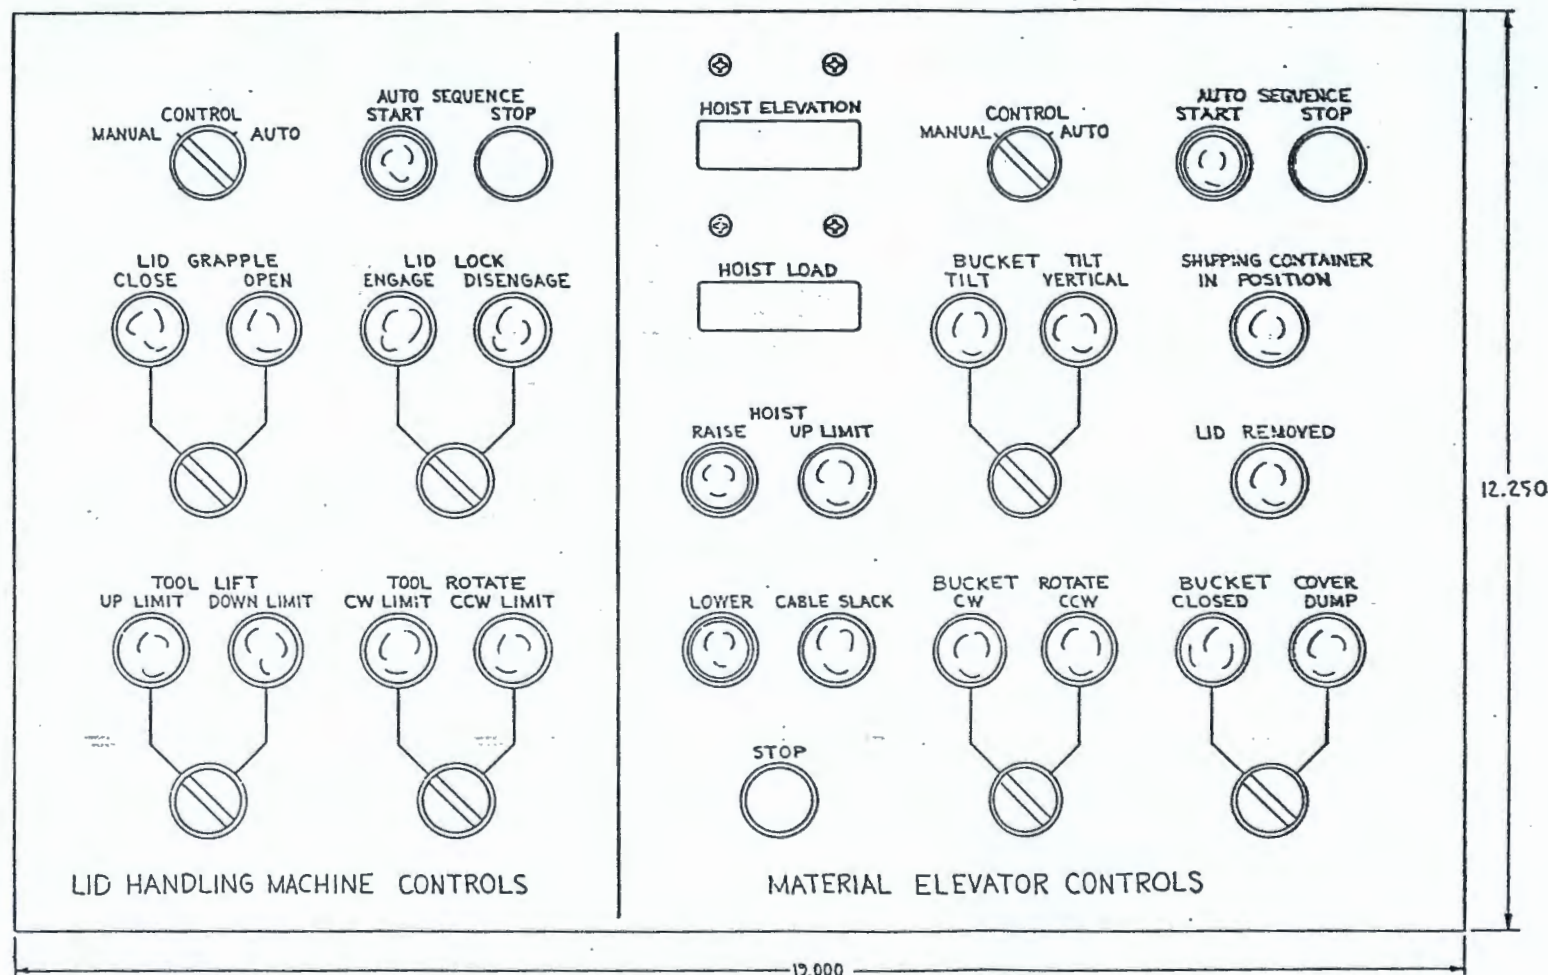 CONTROL
MANUAL AUTO
AUTO SEQUENCE
START STOP
LID GRAPPLE
CLOSE OPEN
LID LOCK
ENGAGE DISENGAGE
TOOL LIFT
UP LIMIT DOWN LIMIT
TOOL ROTATE
CW LIMIT CCW LIMIT
LID HANDLING MACHINE CONTROLS
HOIST ELEVATION
HOIST LOAD
HOIST
RAISE UP LIMIT
LOWER CABLE SLACK
STOP
CONTROL
MANUAL AUTO
AUTO SEQUENCE
START STOP
BUCKET TILT
TILT VERTICAL
SHIPPING CONTAINER
IN POSITION
LID REMOVED
BUCKET ROTATE
CW CCW
BUCKET COVER
CLOSED DUMP
MATERIAL ELEVATOR CONTROLS
12.250
19.000